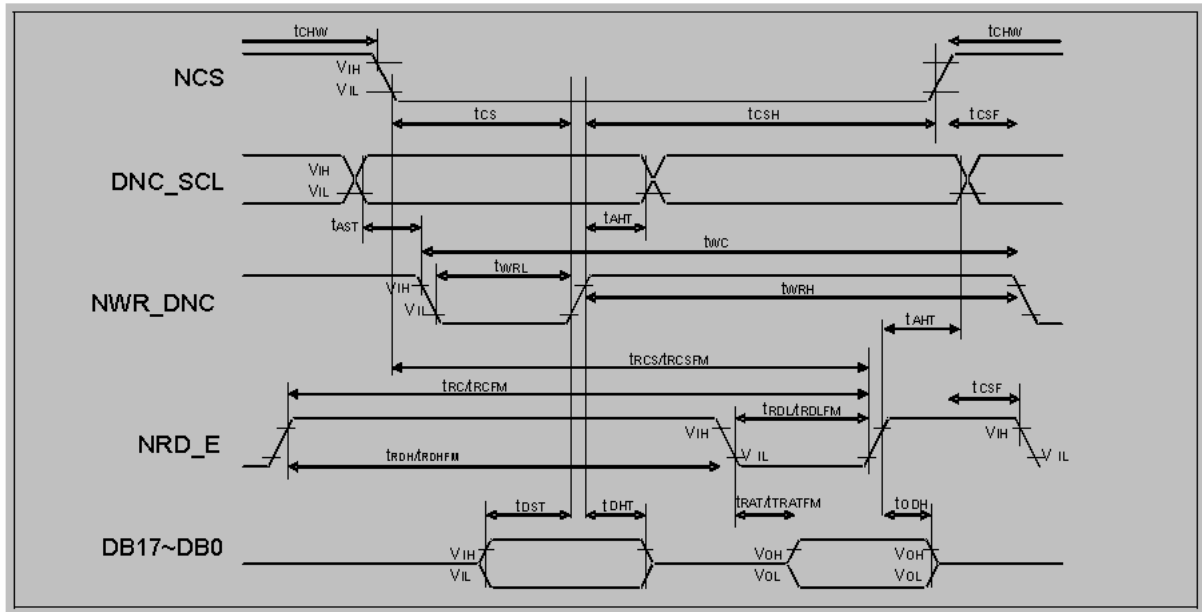 tCHW tCHW
NCS VIH
VIL
tCS tCSH tCSF
DNC_SCL VIH
VIL
tAST tAHT
tWC
tWRL
NWR_DNC VIH tWRH
VIL
tAHT
tRCS/tRCSFM
tRC/tRCFM tCSF
tRDL/tRDLFM
NRD_E VIH VIH
tRDH/tRDHFM VIL VIL
tRAT/tTRATFM
tDST tDHT tODH
DB17~DB0 VIH VOH VOH
VIL VOL VOL